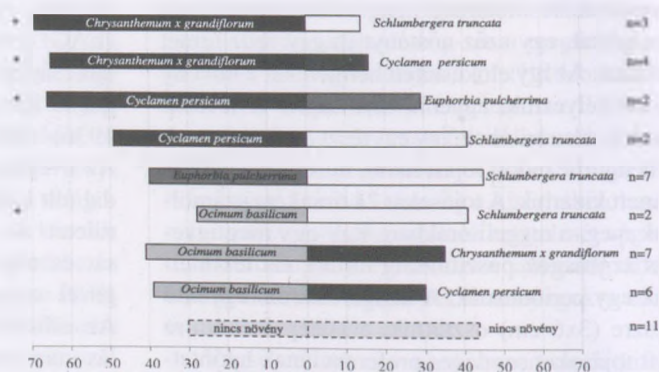 * Chrysanthemum x grandiflorum Schlumbergera truncata n=3
* Chrysanthemum x grandiflorum Cyclamen persicum n=4
* Cyclamen persicum Euphorbia pulcherrima n=2
Cyclamen persicum Schlumbergera truncata n=2
Euphorbia pulcherrima Schlumbergera truncata n=7
* Ocimum basilicum Schlumbergera truncata n=2
Ocimum basilicum Chrysanthemum x grandiflorum n=7
Ocimum basilicum Cyclamen persicum n=6
nincs növény nincs növény n=11
70 60 50 40 30 20 10 0 10 20 30 40 50 60 70